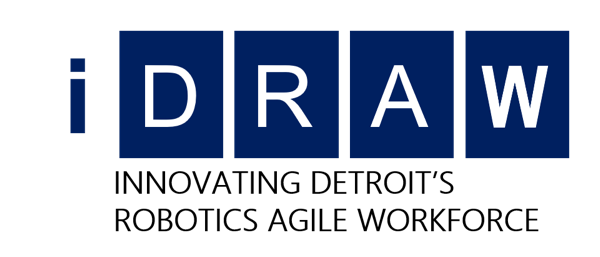 iDRAW
INNOVATING DETROIT'S
ROBOTICS AGILE WORKFORCE